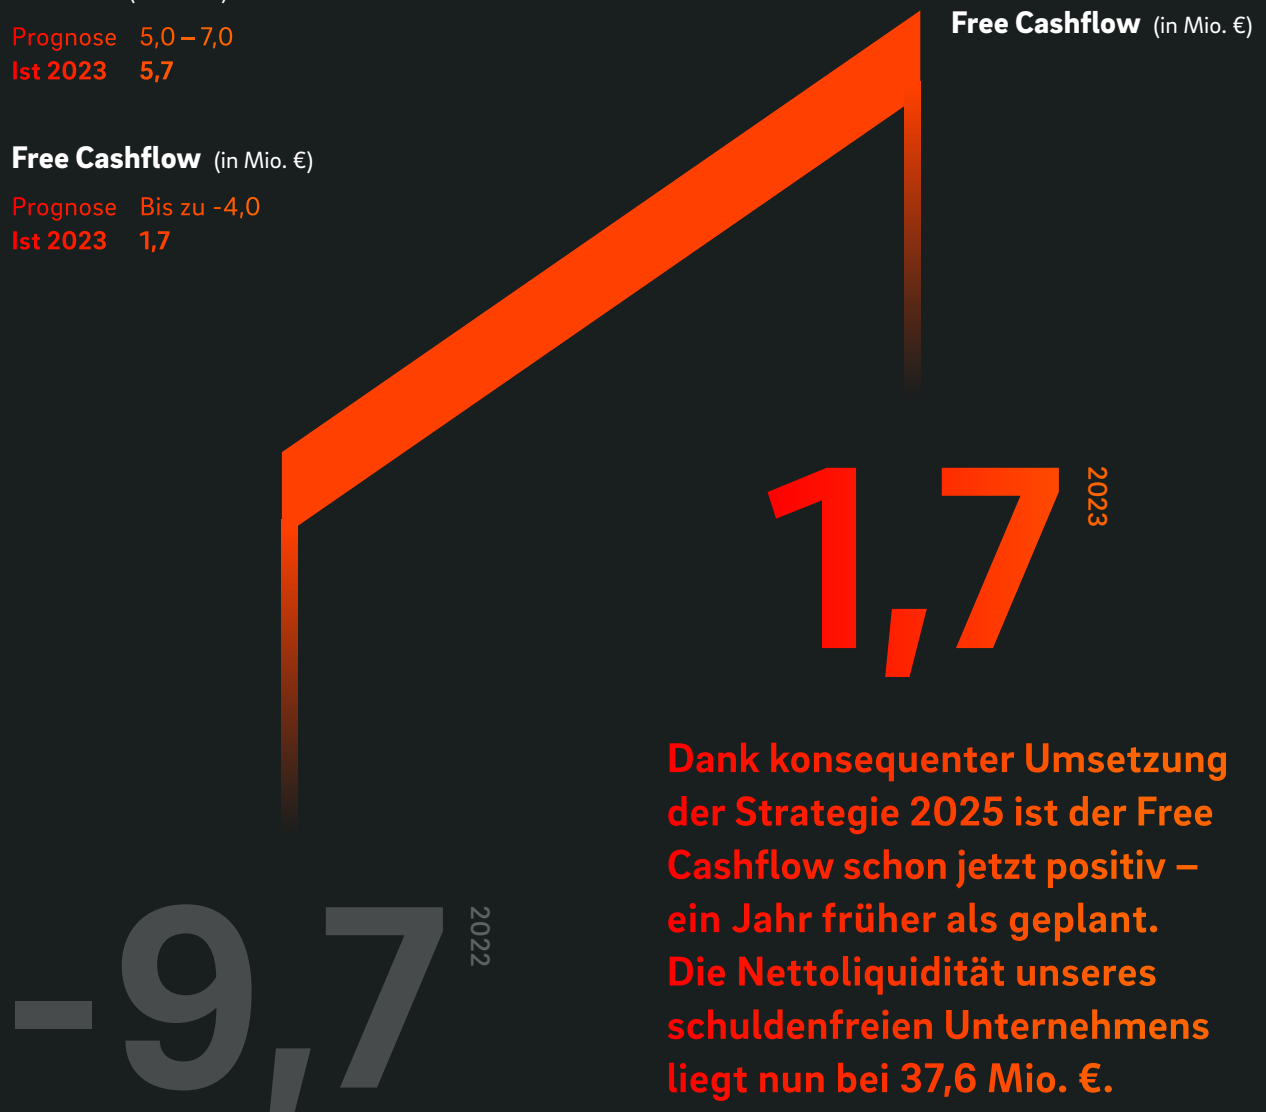 Prognose 5,0 – 7,0
Ist 2023 5,7
Free Cashflow (in Mio. €)
Prognose Bis zu -4,0
Ist 2023 1,7
Free Cashflow (in Mio. €)
1,7 2023
-9,7 2022
Dank konsequenter Umsetzung
der Strategie 2025 ist der Free
Cashflow schon jetzt positiv –
ein Jahr früher als geplant.
Die Nettoliquidität unseres
schuldenfreien Unternehmens
liegt nun bei 37,6 Mio. €.